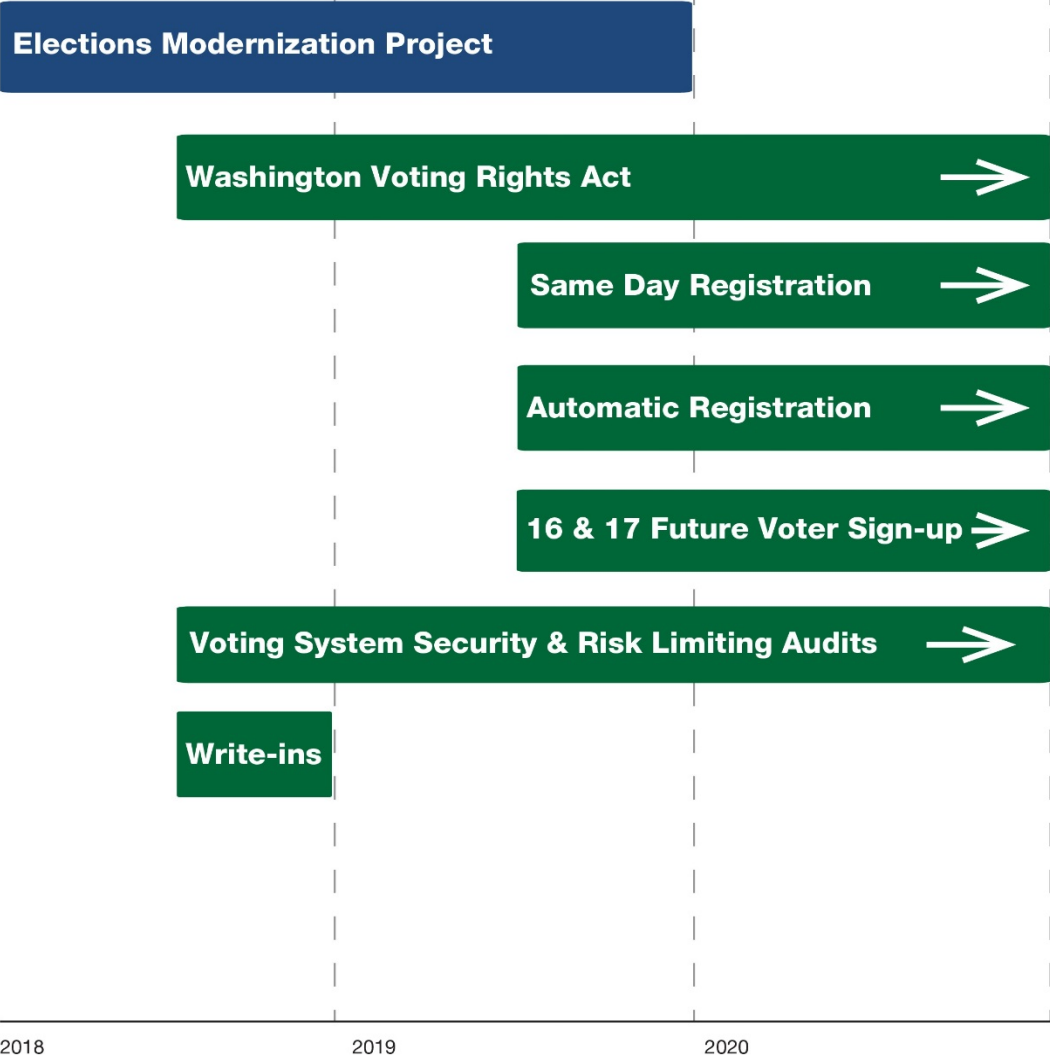 Elections Modernization Project
Washington Voting Rights Act
Same Day Registration
Automatic Registration
16 & 17 Future Voter Sign-up
Voting System Security & Risk Limiting Audits
Write-ins
2018 2019 2020